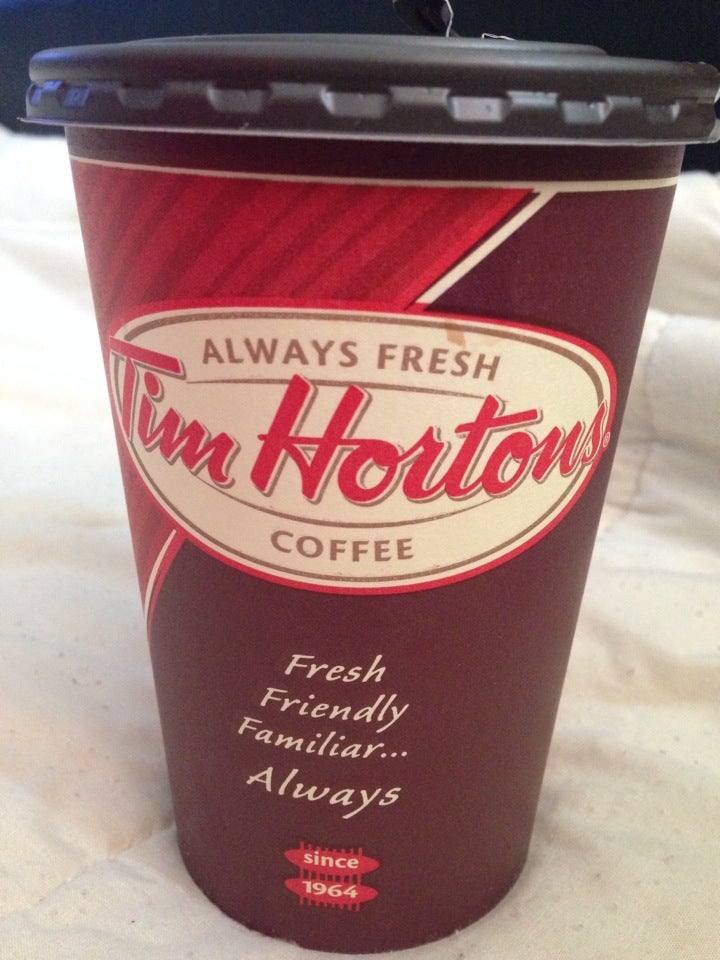 ALWAYS FRESH
Tim Hortons®
COFFEE
Fresh
Friendly
Familiar...
Always
since
1964